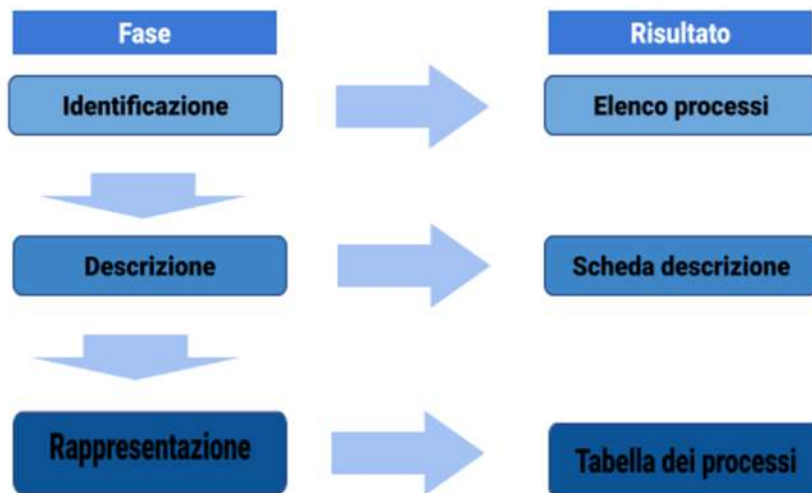 Fase
Risultato
Identificazione
Elenco processi
Descrizione
Scheda descrizione
Rappresentazione
Tabella dei processi